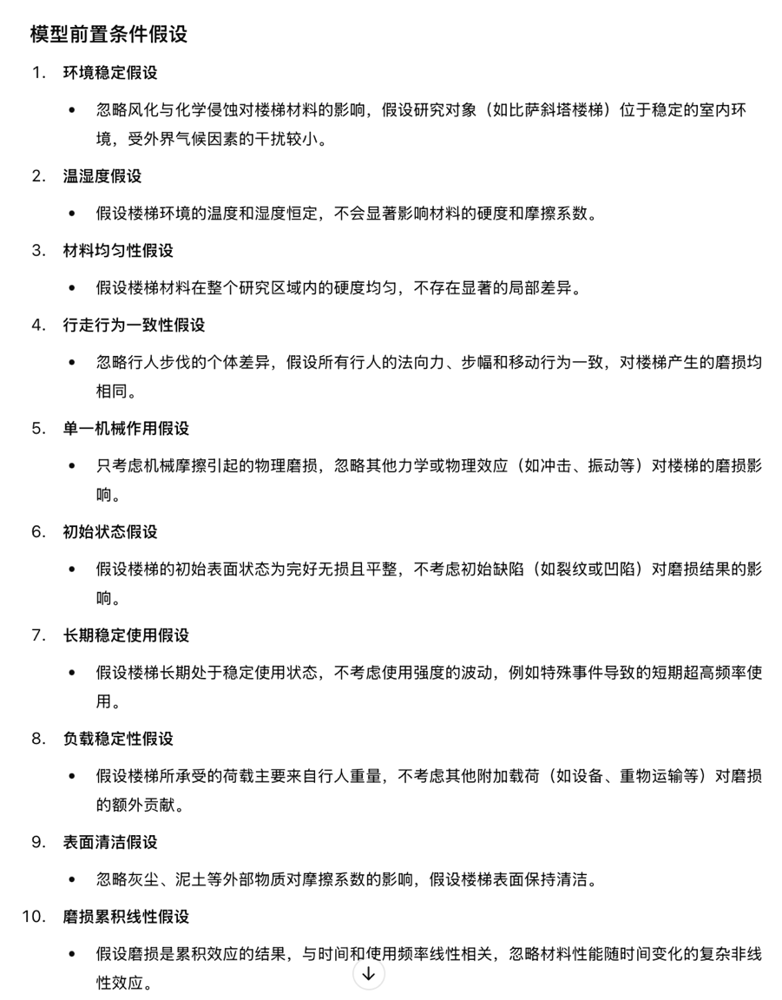 模型前置条件假设
1. 环境稳定假设
• 忽略风化与化学侵蚀对楼梯材料的影响，假设研究对象（如比萨斜塔楼梯）位于稳定的室内环
境，受外界气候因素的干扰较小。
2. 温湿度假设
• 假设楼梯环境的温度和湿度恒定，不会显著影响材料的硬度和摩擦系数。
3. 材料均匀性假设
• 假设楼梯材料在整个研究区域内的硬度均匀，不存在显著的局部差异。
4. 行走行为一致性假设
• 忽略行人步伐的个体差异，假设所有行人的法向力、步幅和移动行为一致，对楼梯产生的磨损均
相同。
5. 单一机械作用假设
• 只考虑机械摩擦引起的物理磨损，忽略其他力学或物理效应（如冲击、振动等）对楼梯的磨损影
响。
6. 初始状态假设
• 假设楼梯的初始表面状态为完好无损且平整，不考虑初始缺陷（如裂纹或凹陷）对磨损结果的影
响。
7. 长期稳定使用假设
• 假设楼梯长期处于稳定使用状态，不考虑使用强度的波动，例如特殊事件导致的短期超高频率使
用。
8. 负载稳定性假设
• 假设楼梯所承受的荷载主要来自行人重量，不考虑其他附加载荷（如设备、重物运输等）对磨损
的额外贡献。
9. 表面清洁假设
• 忽略灰尘、泥土等外部物质对摩擦系数的影响，假设楼梯表面保持清洁。
10. 磨损累积线性假设
• 假设磨损是累积效应的结果，与时间和使用频率线性相关，忽略材料性能随时间变化的复杂非线
性效应。